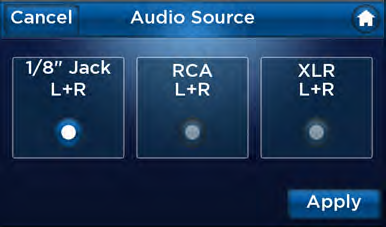 Cancel
Audio Source
1/8" Jack
L+R
RCA
L+R
XLR
L+R
Apply